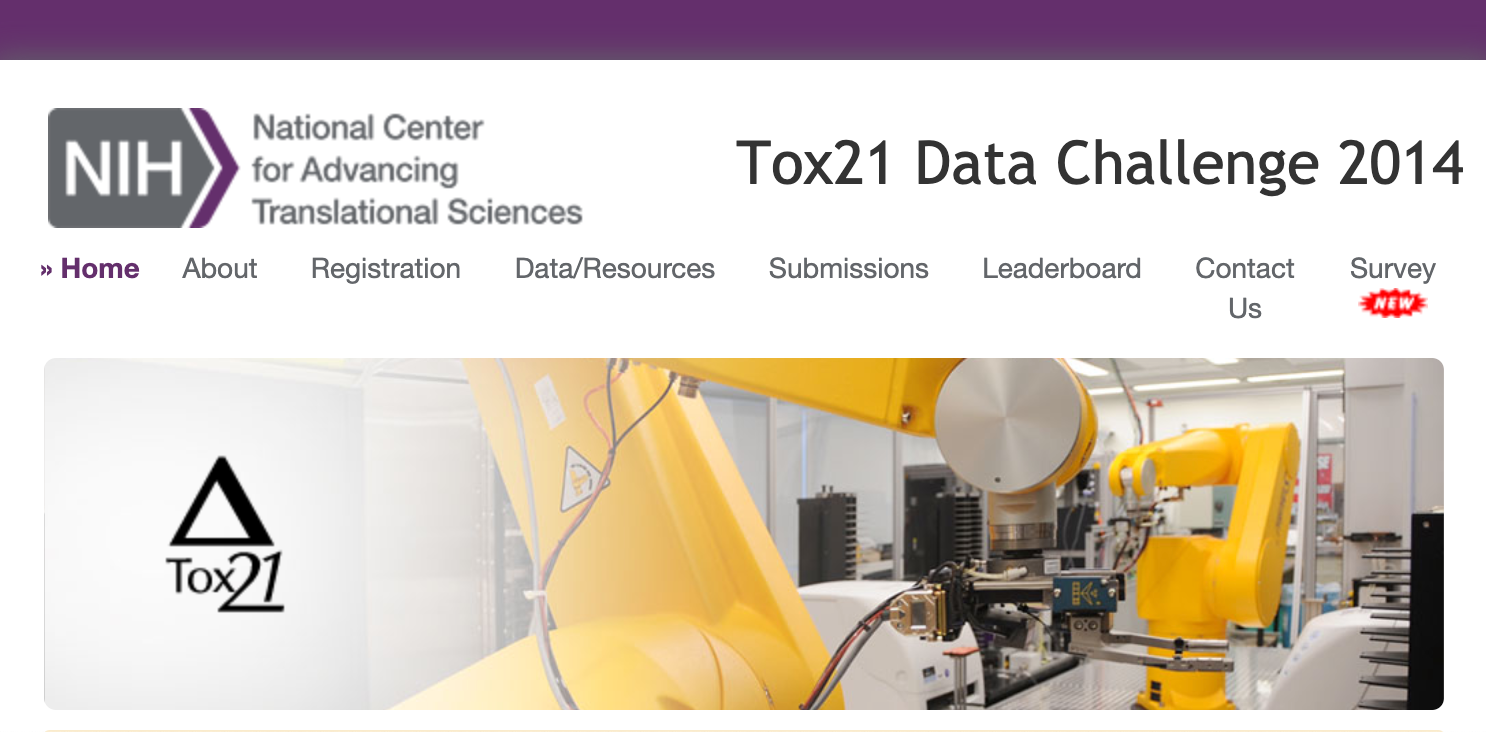 NIH
National Center
for Advancing
Translational Sciences
Tox21 Data Challenge 2014
» Home About Registration Data/Resources Submissions Leaderboard Contact Us Survey
NEW
Tox21